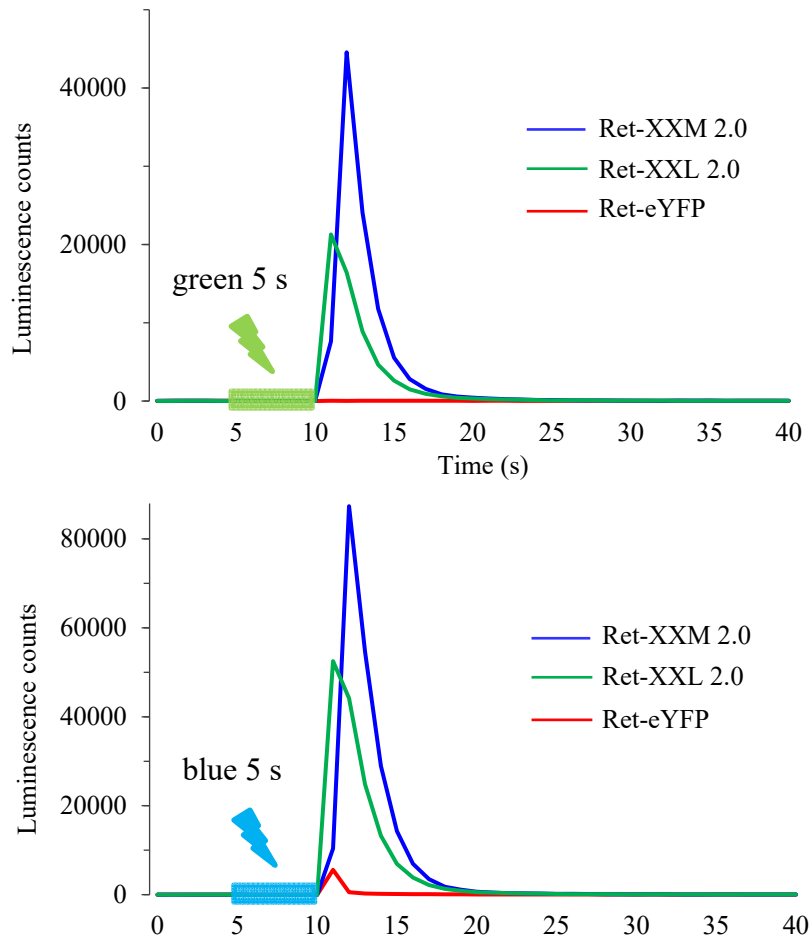 Luminescence counts
40000
20000
0
Ret-XXM 2.0
Ret-XXL 2.0
Ret-eYFP
green 5 s
0 5 10 15 20 25 30 35 40
Time (s)
Luminescence counts
80000
60000
40000
20000
0
Ret-XXM 2.0
Ret-XXL 2.0
Ret-eYFP
blue 5 s
0 5 10 15 20 25 30 35 40